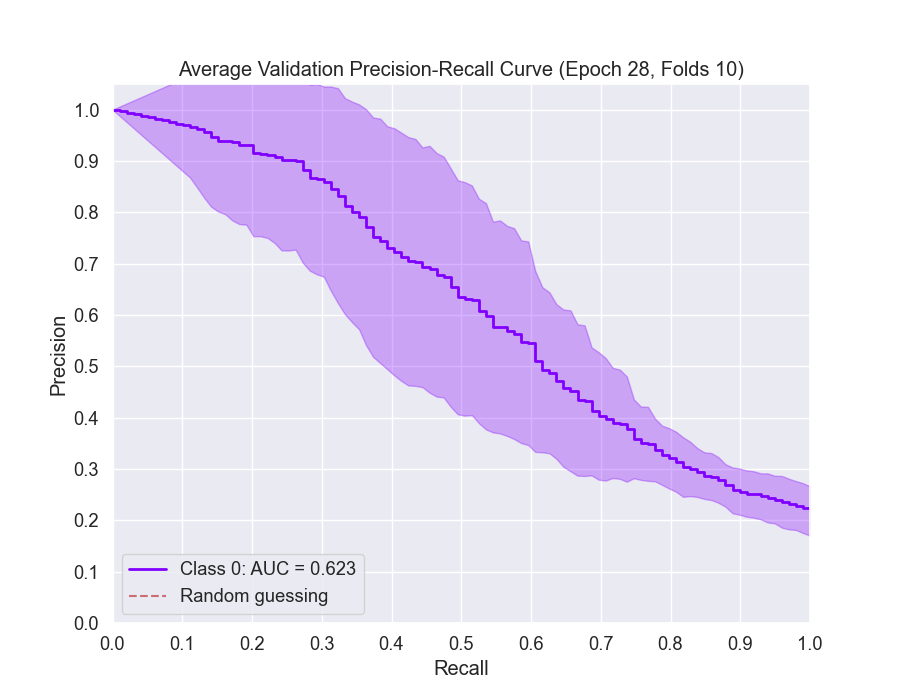 Average Validation Precision-Recall Curve (Epoch 28, Folds 10)
Precision
1.0
0.9
0.8
0.7
0.6
0.5
0.4
0.3
0.2
0.1
0.0
Class 0: AUC = 0.623
Random guessing
0.0 0.1 0.2 0.3 0.4 0.5 0.6 0.7 0.8 0.9 1.0
Recall